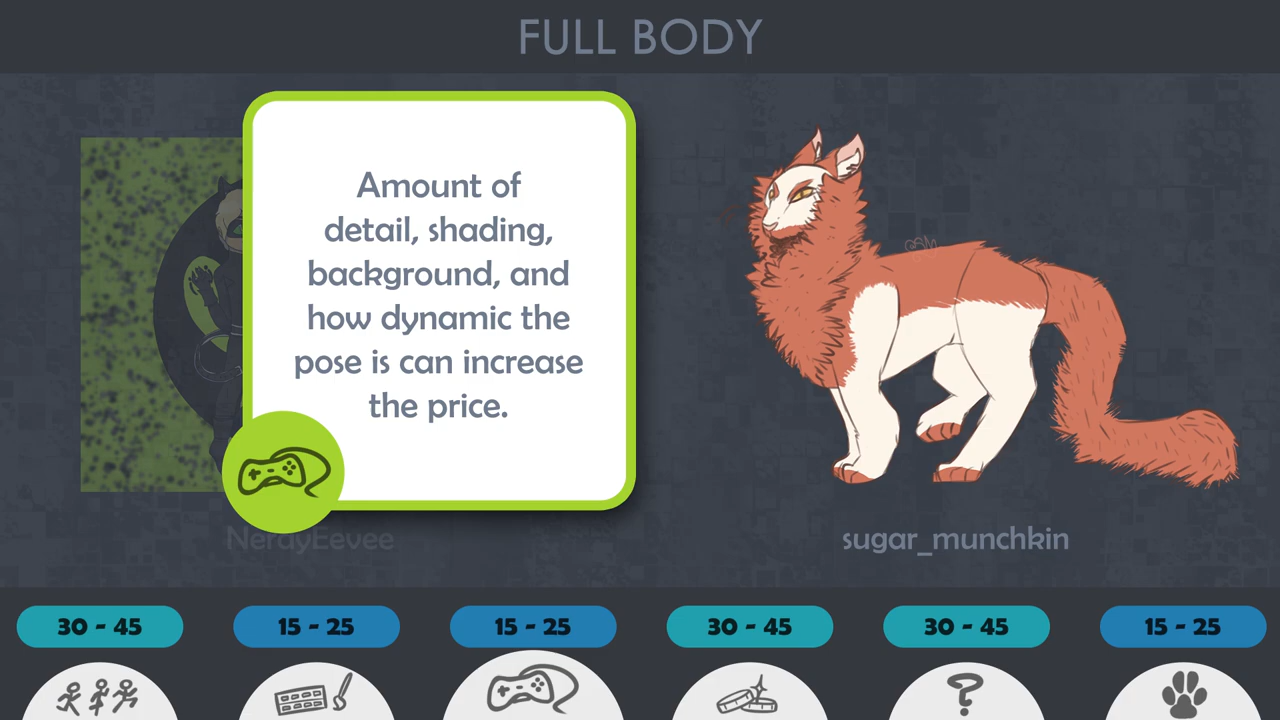 FULL BODY
Amount of
detail, shading,
background, and
how dynamic the
pose is can increase
the price.
NerdyEevee
sugar_munchkin
30 - 45
15 - 25
15 - 25
30 - 45
30 - 45
15 - 25
?